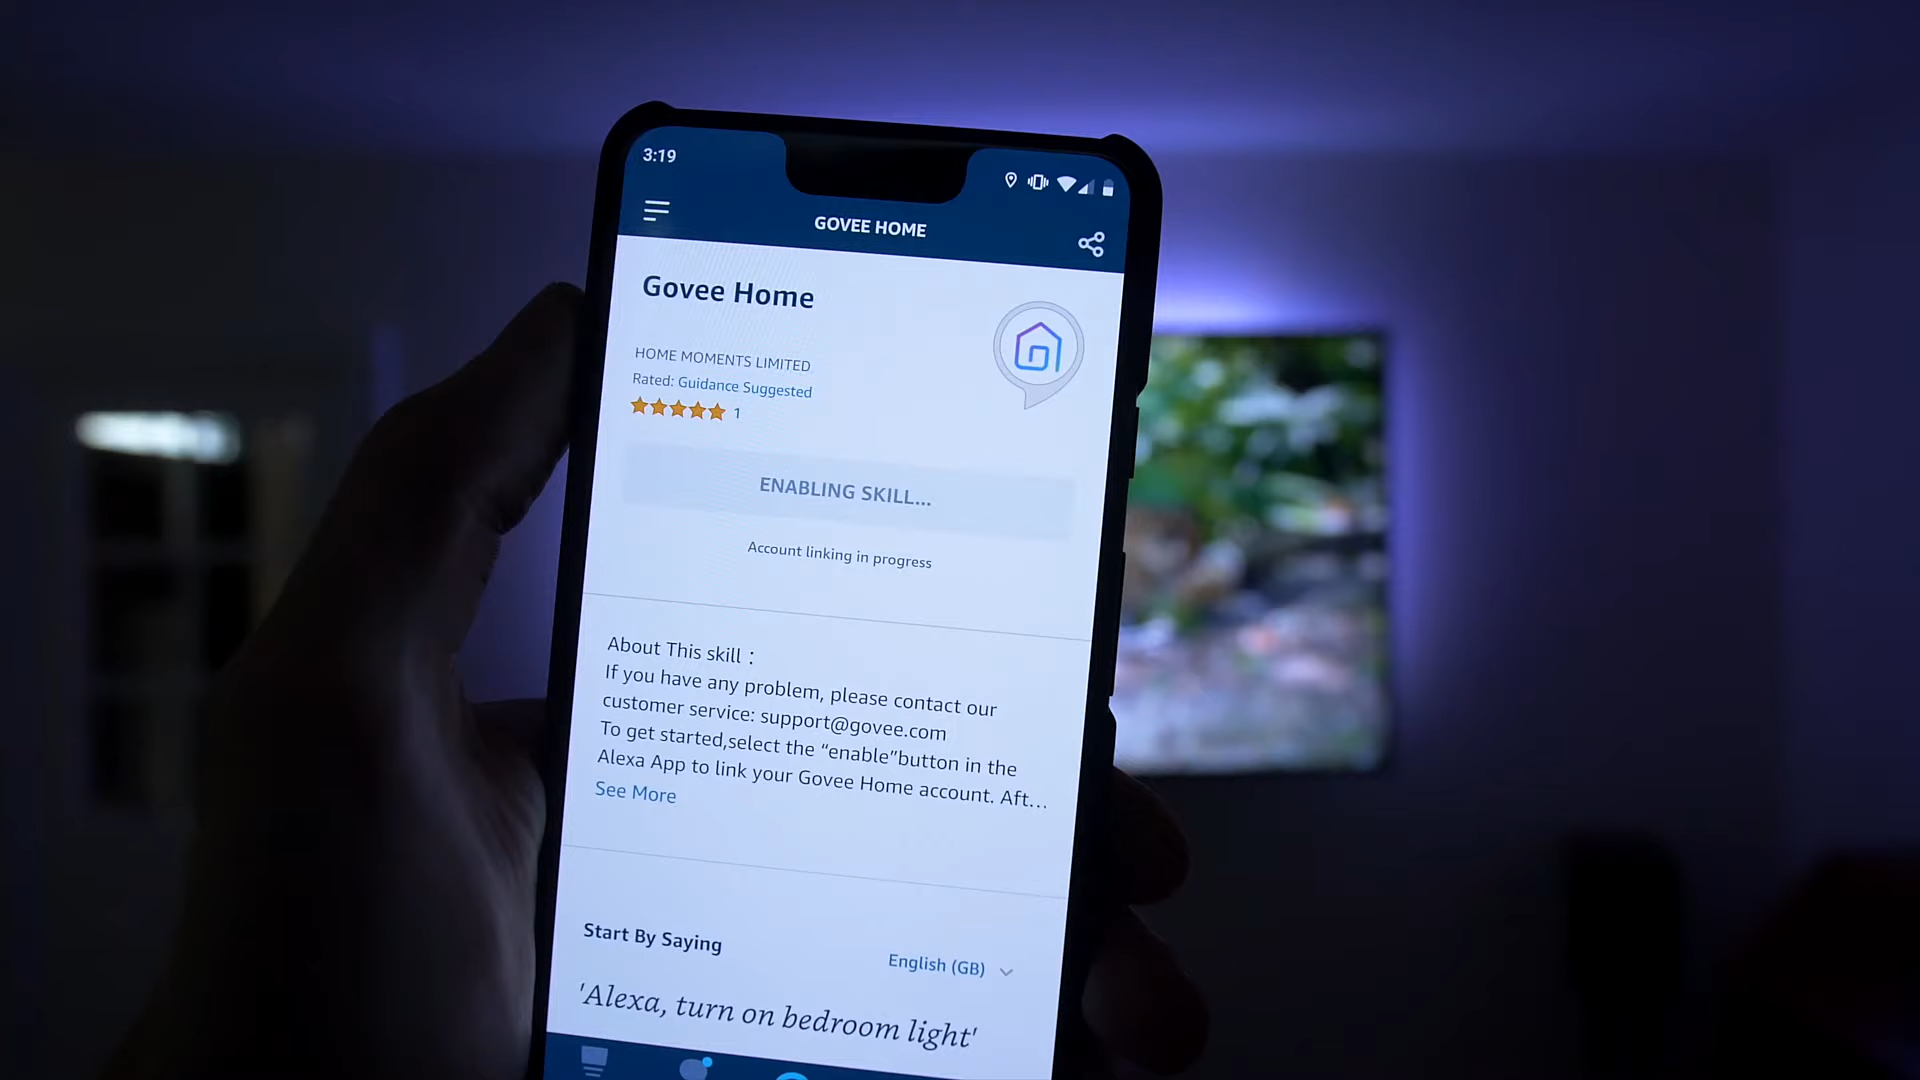 3:19
GOVEE HOME
Govee Home
HOME MOMENTS LIMITED
Rated: Guidance Suggested
1
ENABLING SKILL...
Account linking in progress
About This skill：
If you have any problem, please contact our
customer service: support@govee.com
To get started,select the “enable”button in the
Alexa App to link your Govee Home account. Aft...
See More
Start By Saying
English (GB)
'Alexa, turn on bedroom light'